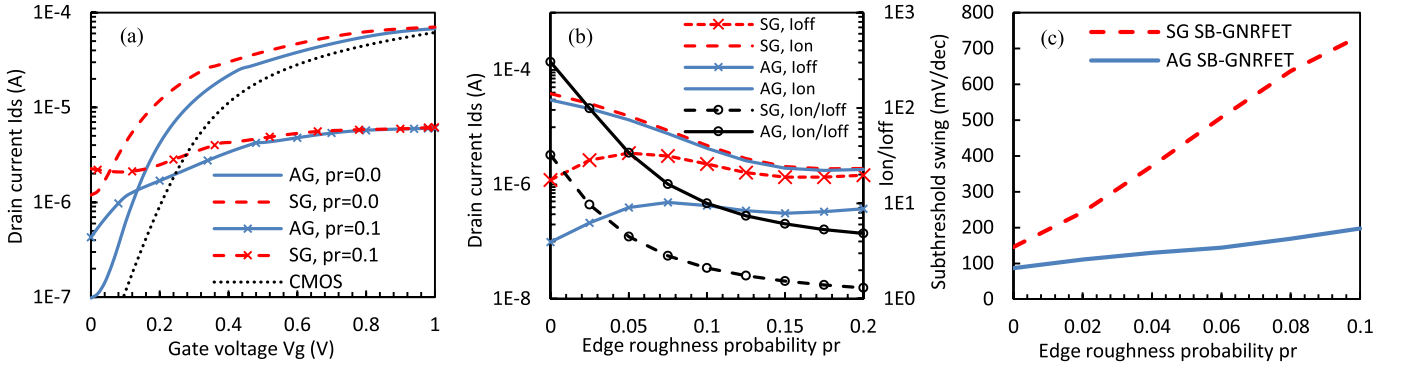 Drain current Ids (A)
1E-4
1E-5
1E-6
1E-7
0
0.2
0.4
0.6
0.8
1
Gate voltage Vg (V)
(a)
AG, pr=0.0
SG, pr=0.0
AG, pr=0.1
SG, pr=0.1
CMOS
Drain current Ids (A)
1E-4
1E-6
1E-8
0
0.05
0.1
0.15
0.2
Edge roughness probability pr
(b)
SG, Ioff
SG, Ion
AG, Ioff
AG, Ion
SG, Ion/Ioff
AG, Ion/Ioff
1E3
1E2
1E1
1E0
Ion/Ioff
Subthreshold swing (mV/dec)
800
700
600
500
400
300
200
100
0
0
0.02
0.04
0.06
0.08
0.1
Edge roughness probability pr
(c)
SG SB-GNRFET
AG SB-GNRFET